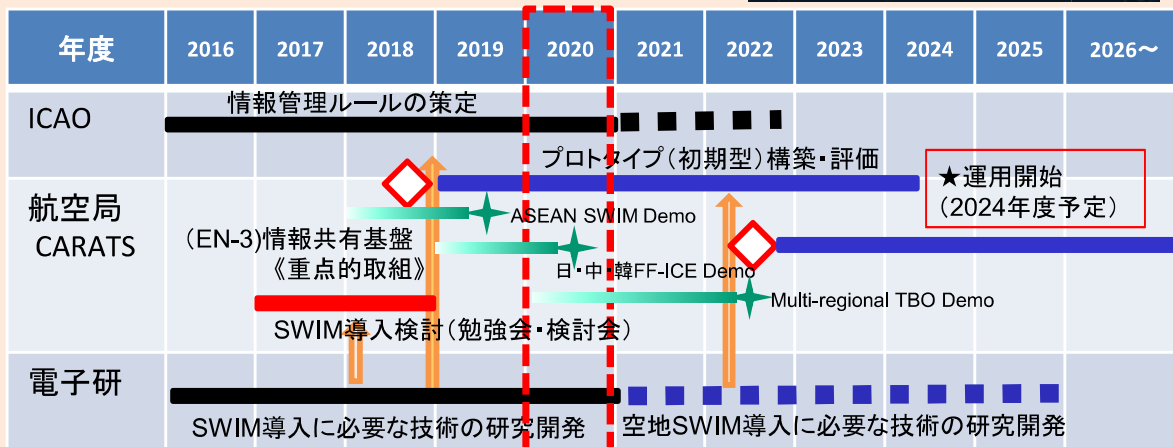 年度 2016 2017 2018 2019 2020 2021 2022 2023 2024 2025 2026～
ICAO
情報管理ルールの策定
プロトタイプ(初期型)構築・評価
★運用開始
(2024年度予定)
航空局
CARATS
ASEAN SWIM Demo
(EN-3)情報共有基盤
《重点的取組》
日・中・韓FF-ICE Demo
Multi-regional TBO Demo
SWIM導入検討(勉強会・検討会)
電子研
SWIM導入に必要な技術の研究開発
空地SWIM導入に必要な技術の研究開発